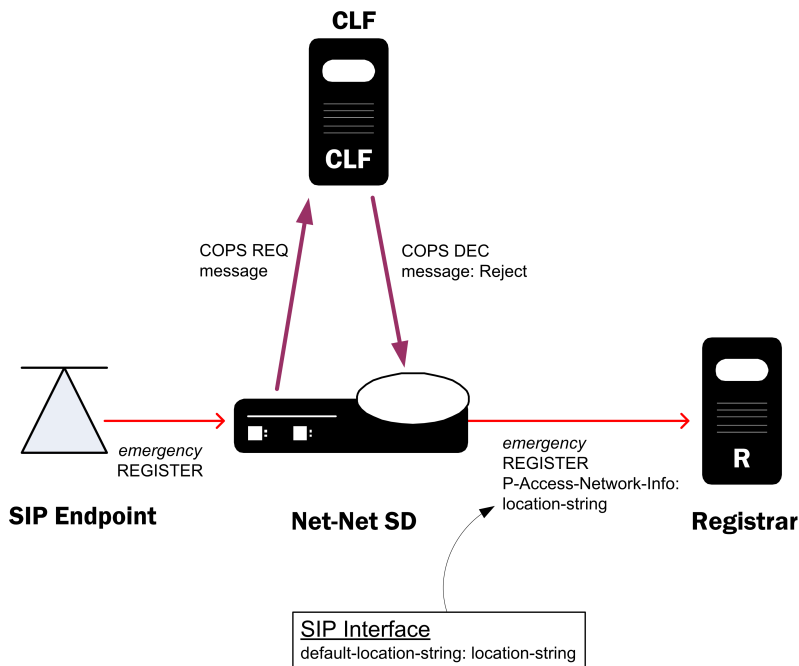 CLF
CLF
COPS REQ
message
COPS DEC
message: Reject
emergency
REGISTER
emergency
REGISTER
P-Access-Network-Info:
location-string
R
SIP Endpoint
Net-Net SD
Registrar
SIP Interface
default-location-string: location-string